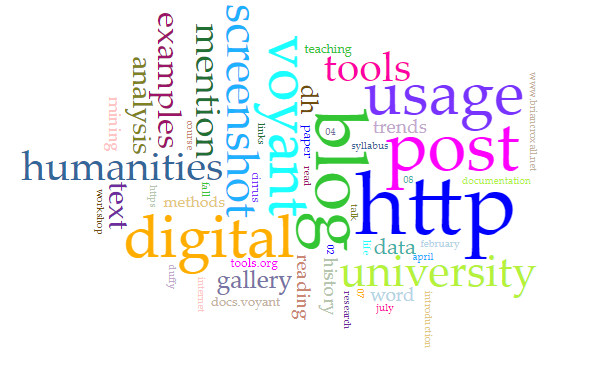 screenshot
examples
mention
teaching
voyant
tools
analysis
usage
www.briancroxall.net
mining
dh
blog
04
trends
course
links
paper
read
syllabus
post
humanities
text
workshop
https
fall
cirrus
methods
08
documentation
http
talk
digital
02
life
data
february
april
tools.org
reading
history
university
duffy
internet
gallery
docs.voyant
research
07
word
july
introduction